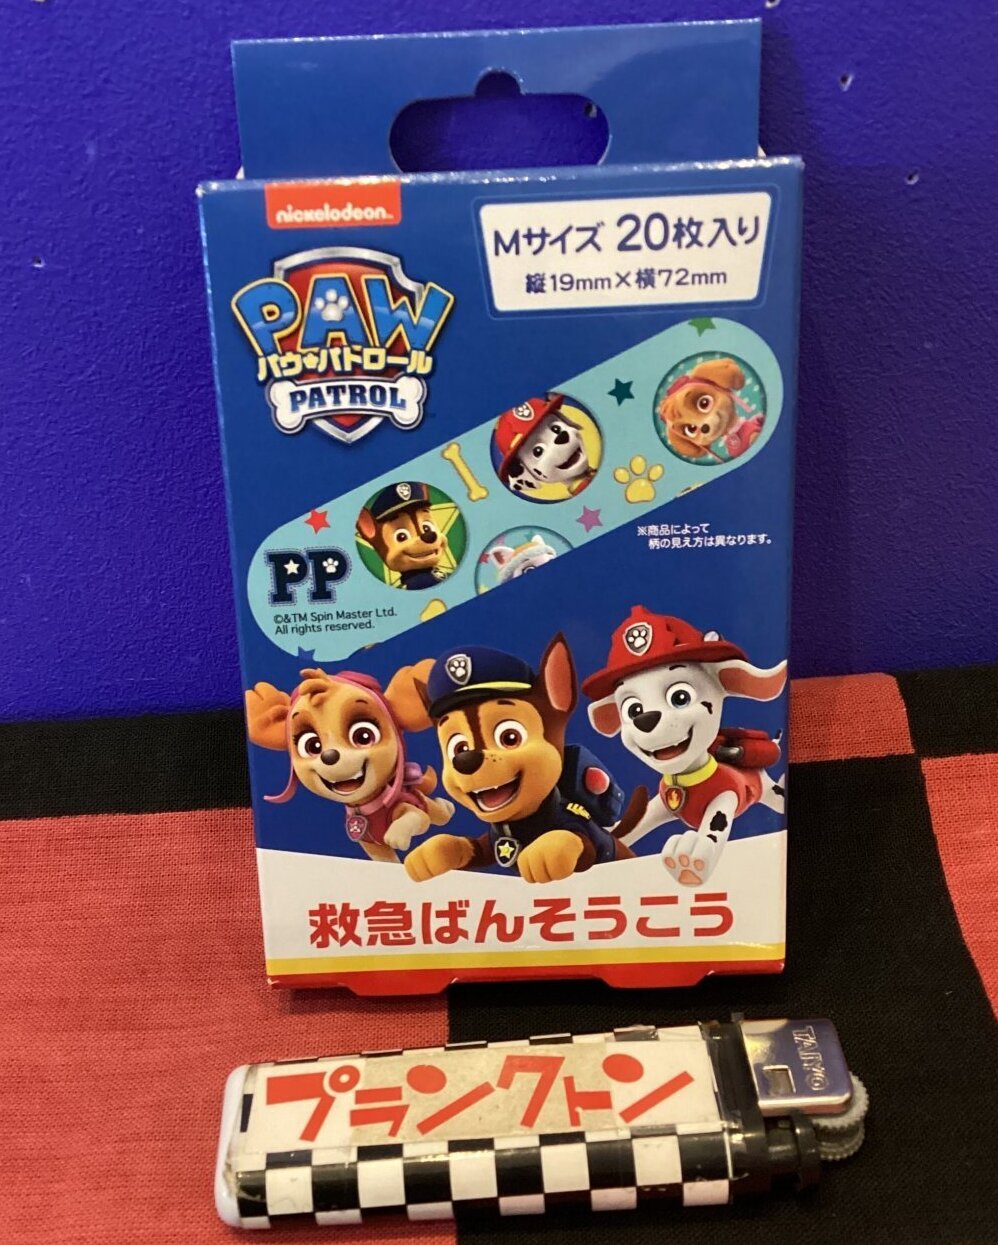 nickelodeon™
Mサイズ 20枚入り
縦19mm×横72mm
PAW
パウ・パトロール
PATROL
※商品によって
柄の見え方は異なります。
PP
©&TM Spin Master Ltd.
All rights reserved.
救急ばんそうこう
TAIYO
プランクトン